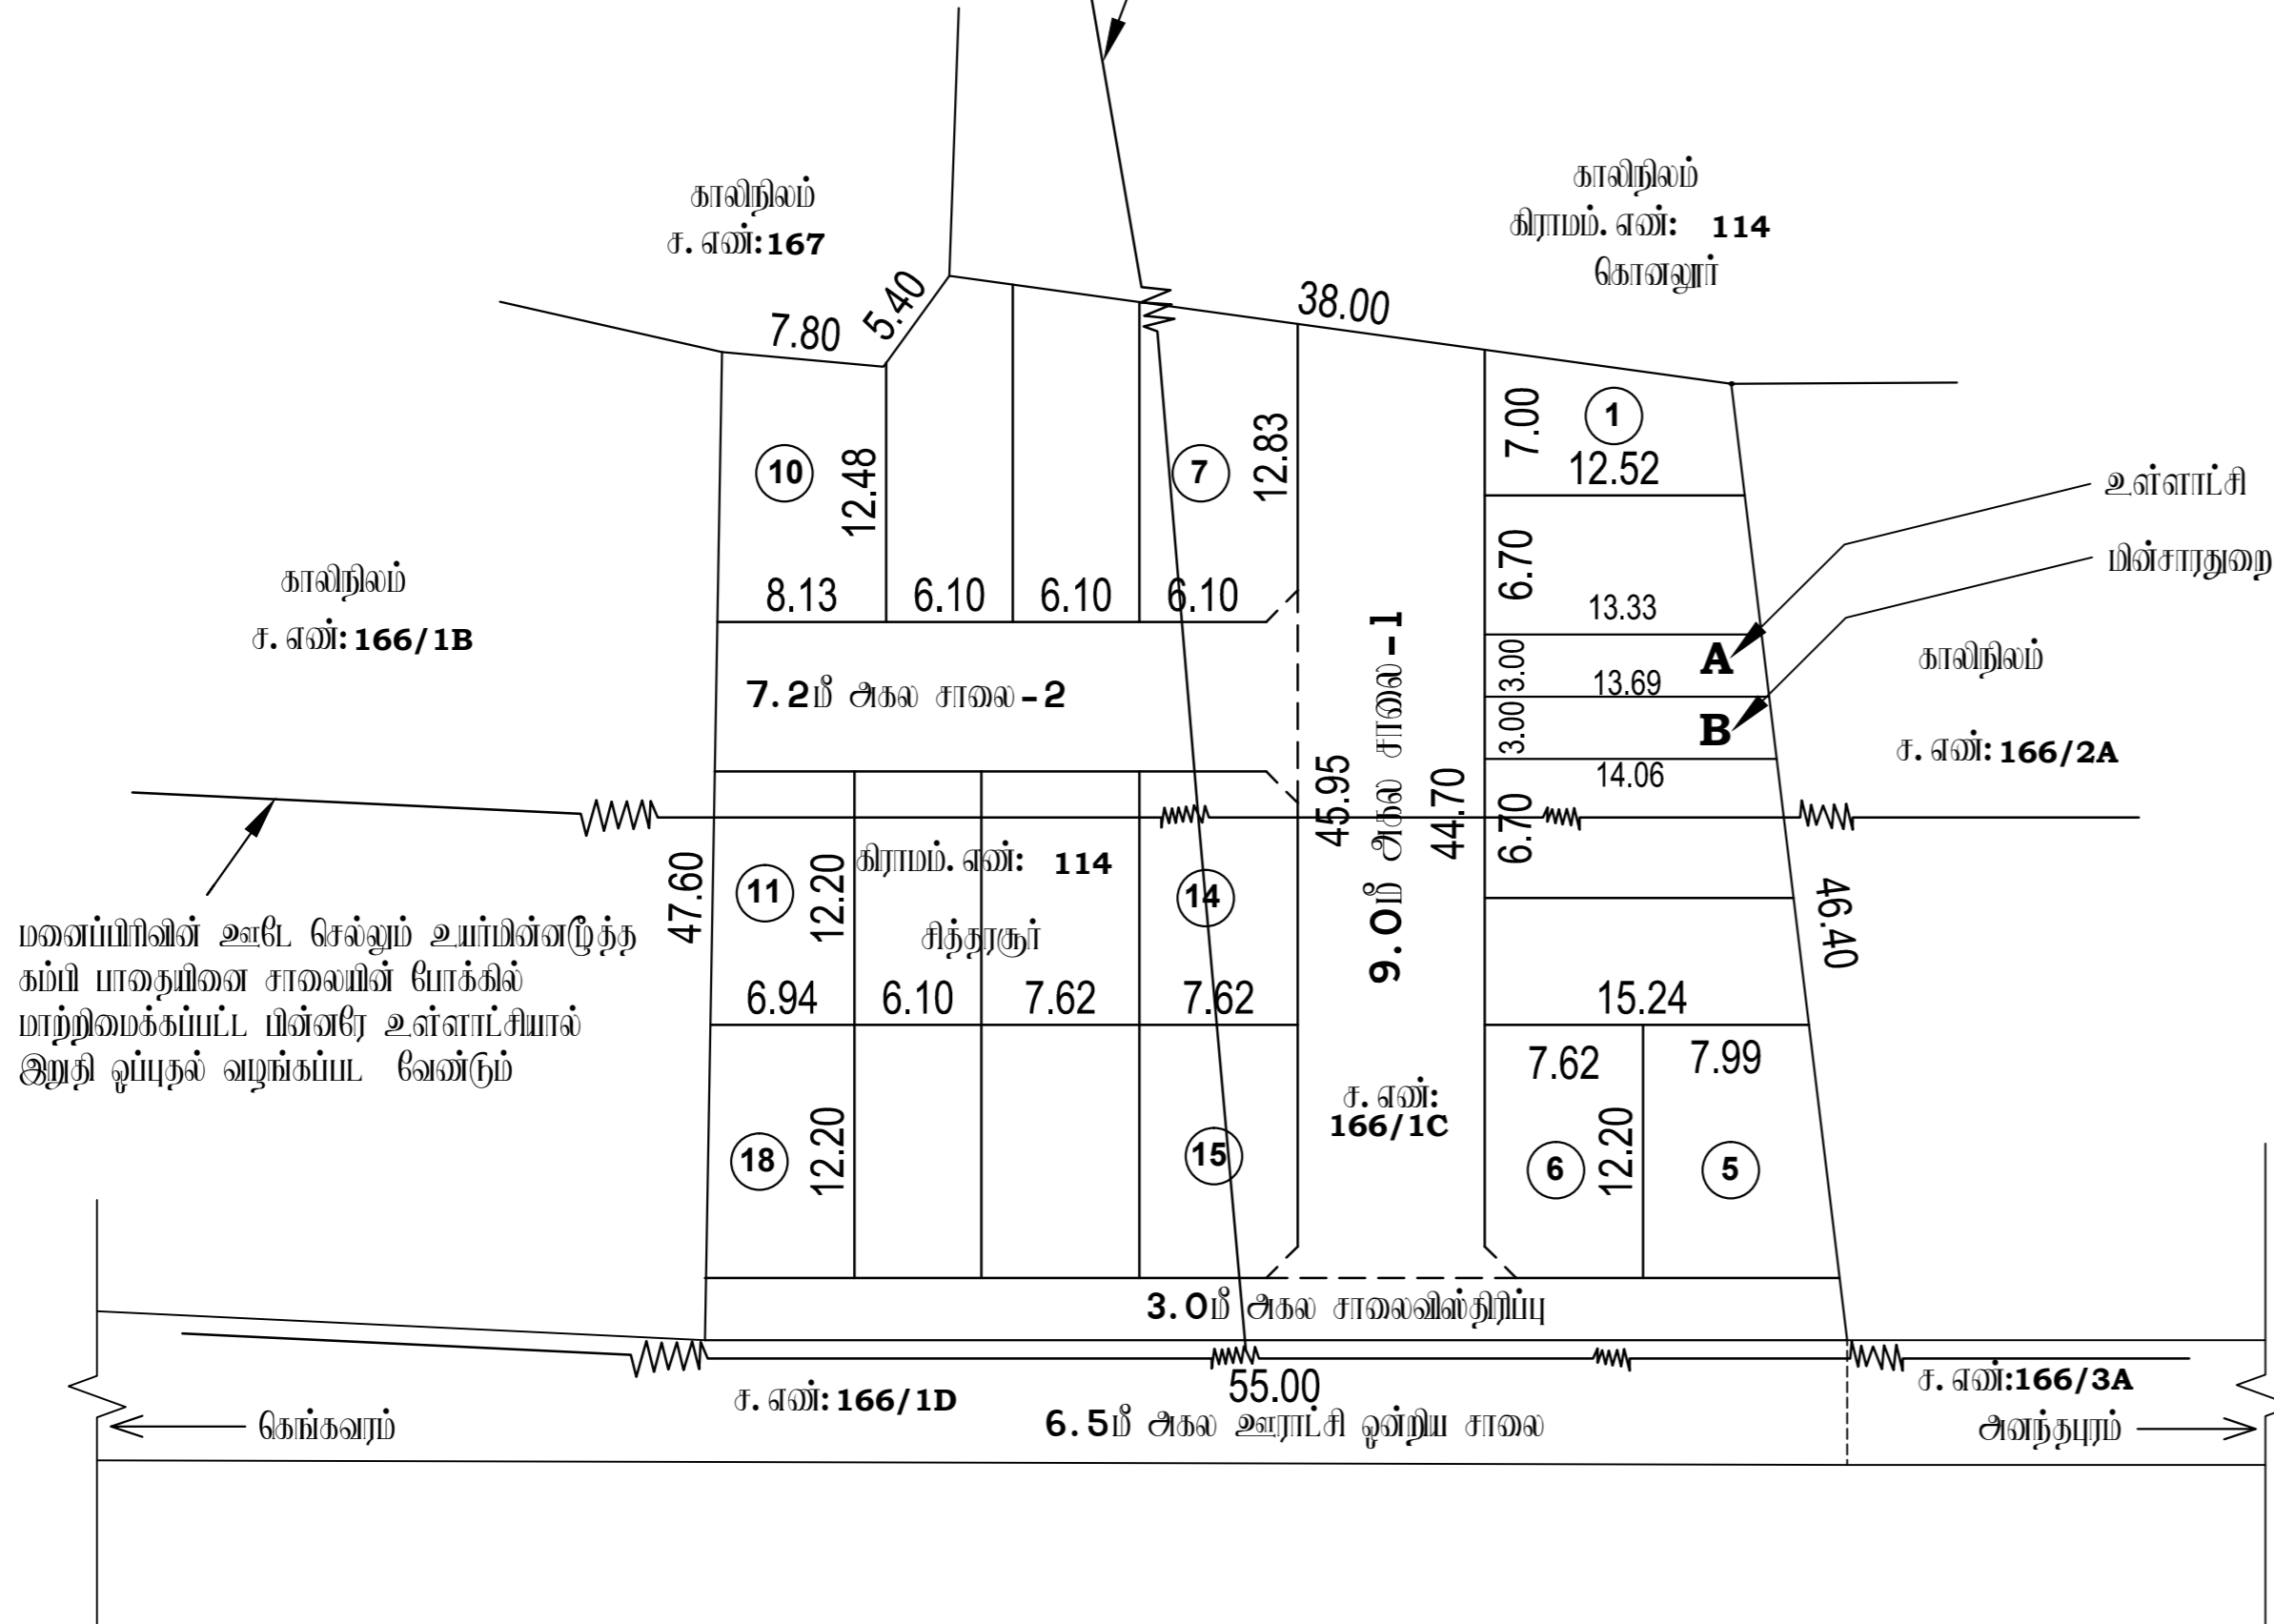 காலிநிலம்
ச. எண்: 167
காலிநிலம்
கிராமம். எண்: 114
கொனலூர்
7.80
5.40
38.00
10
12.48
7
12.83
7.00
1
12.52
உள்ளாட்சி
மின்சாரதுறை
காலிநிலம்
ச. எண்: 166/1B
8.13
6.10
6.10
6.10
6.70
13.33
7.2மீ அகல சாலை-2
9.0மீ அகல சாலை-1
3.00
13.69
A
3.00
B
14.06
காலிநிலம்
ச. எண்: 166/2A
45.95
44.70
6.70
47.60
11
12.20
கிராமம். எண்: 114
சித்தரசூர்
14
46.40
மனைப்பிரிவின் ஊடே செல்லும் உயர்மின்னழுத்த
கம்பி பாதையினை சாலையின் போக்கில்
மாற்றிமைக்கப்பட்ட பின்னரே உள்ளாட்சியால்
இறுதி ஒப்புதல் வழங்கப்பட வேண்டும்
6.94
6.10
7.62
7.62
15.24
7.62
7.99
ச. எண்:
166/1C
18
12.20
15
6
12.20
5
3.0மீ அகல சாலைவிஸ்திரிப்பு
ச. எண்: 166/1D
55.00
ச. எண்: 166/3A
கெங்கவரம்
6.5மீ அகல ஊராட்சி ஒன்றிய சாலை
அனந்தபுரம்